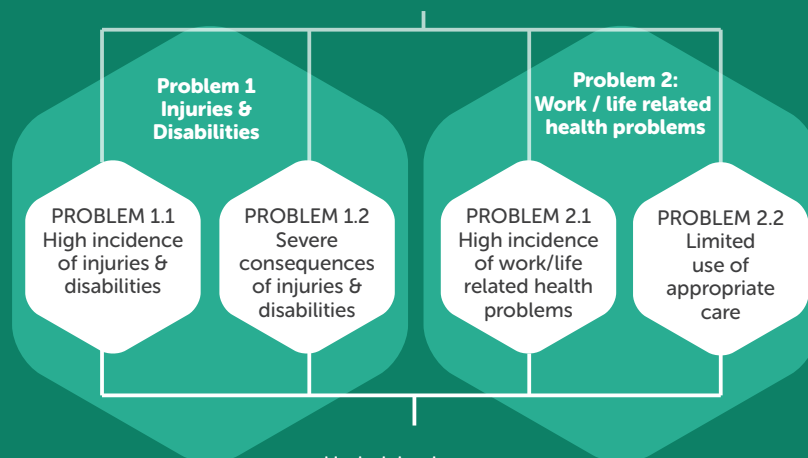 Problem 1
Injuries &
Disabilities
Problem 2:
Work / life related
health problems
PROBLEM 1.1
High incidence
of injuries &
disabilities
PROBLEM 1.2
Severe
consequences
of injuries &
disabilities
PROBLEM 2.1
High incidence
of work/life
related health
problems
PROBLEM 2.2
Limited
use of
appropriate
care